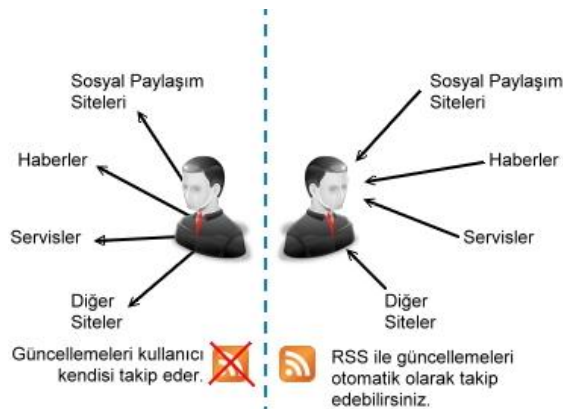 Sosyal Paylaşım
Siteleri
Haberler
Servisler
Diğer
Siteler
Güncellemeleri kullanıcı
kendisi takip eder.
Sosyal Paylaşım
Siteleri
Haberler
Servisler
Diğer
Siteler
RSS ile güncellemeleri
otomatik olarak takip
edebilirsiniz.